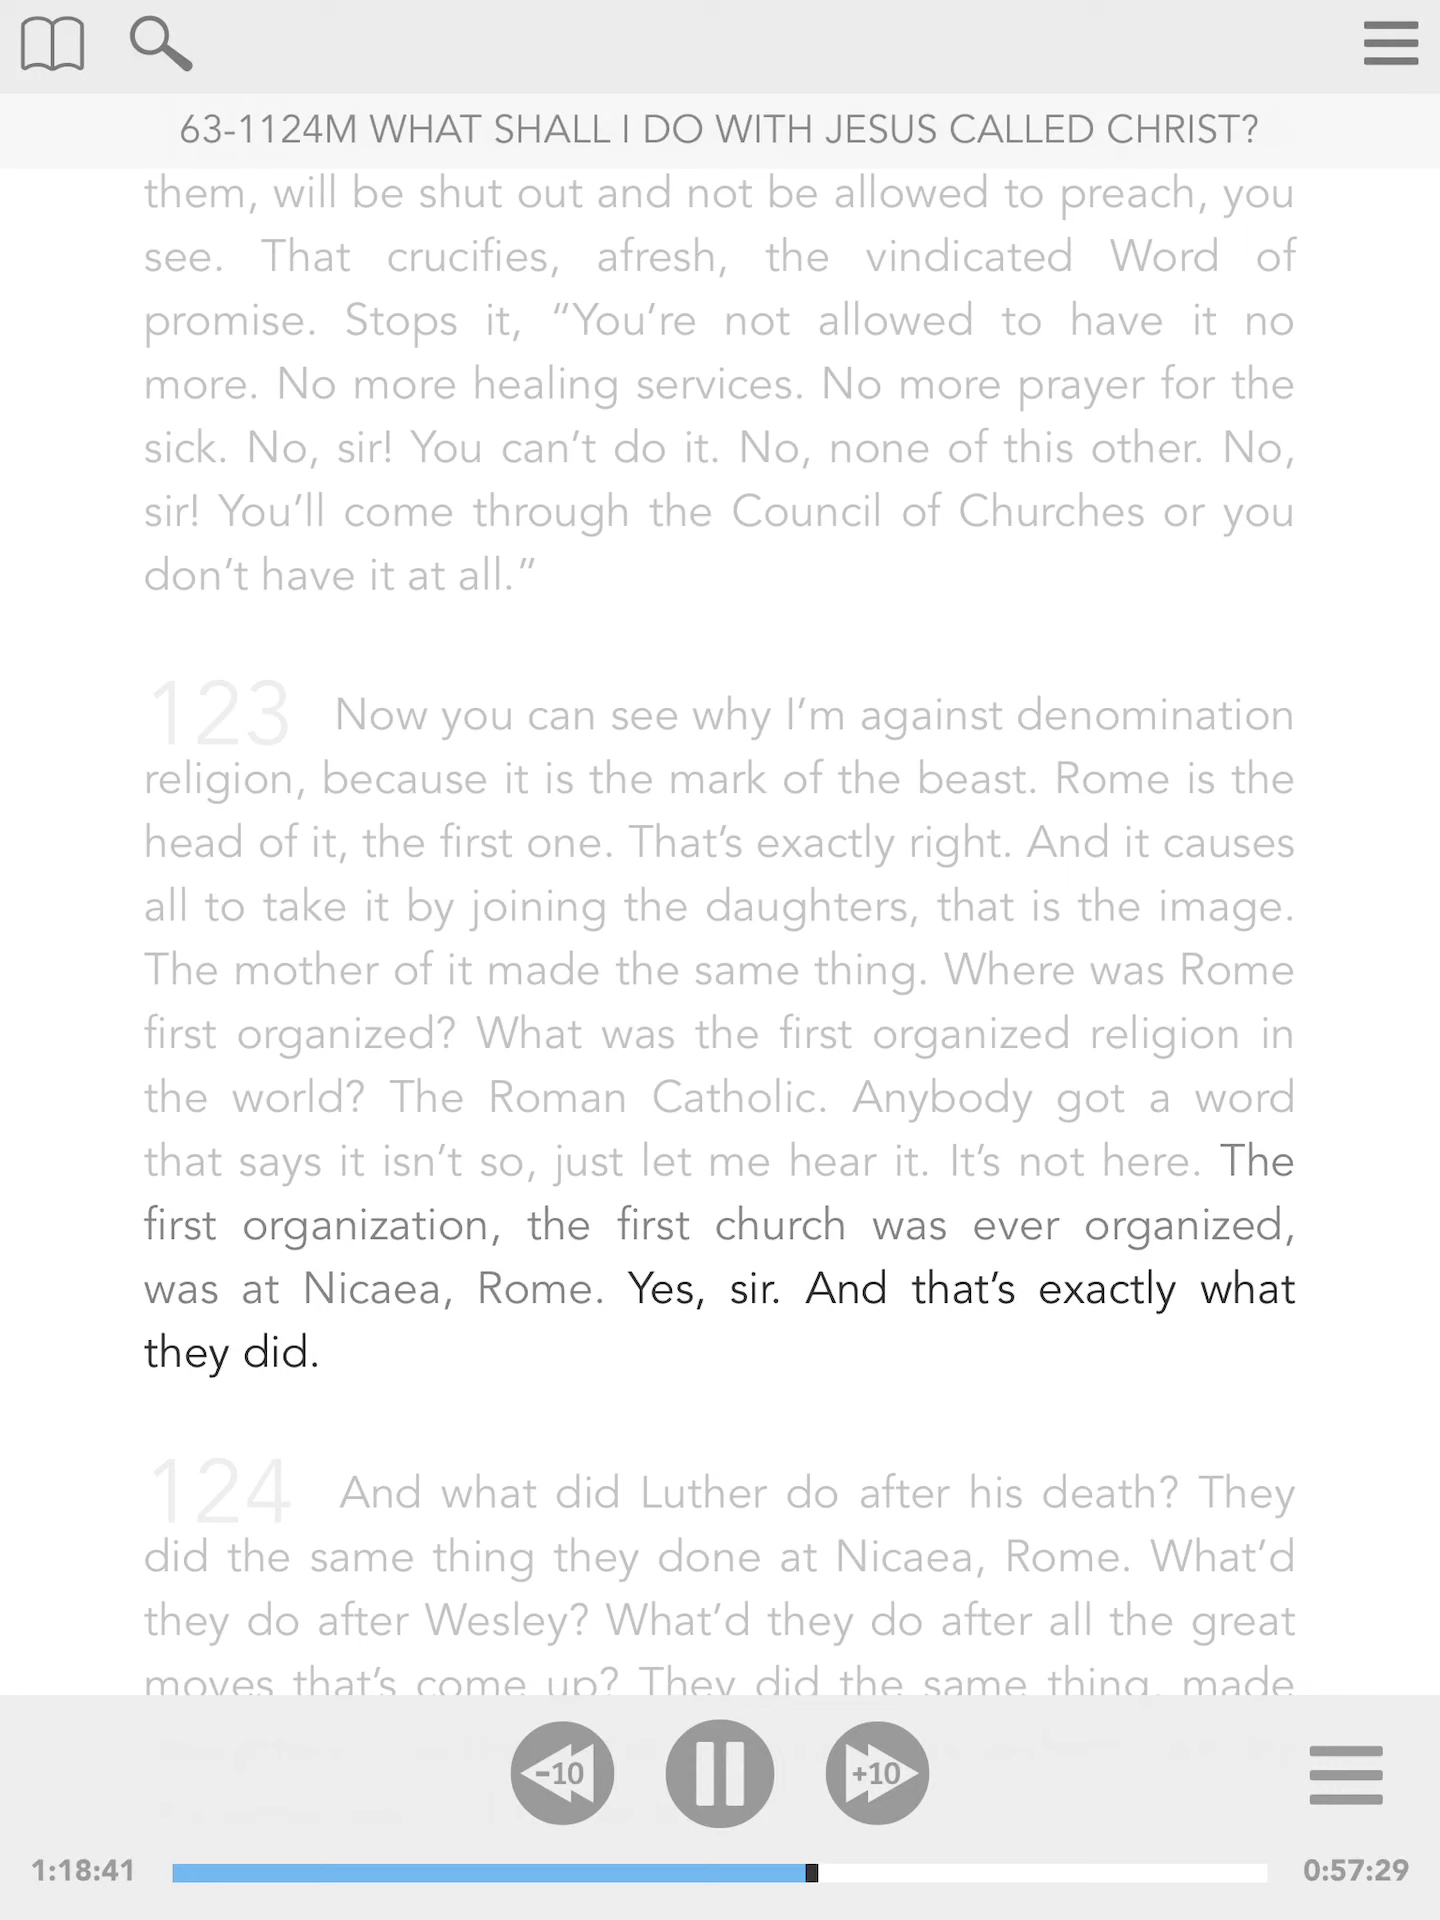 63-1124M WHAT SHALL I DO WITH JESUS CALLED CHRIST?
them, will be shut out and not be allowed to preach, you
see. That crucifies, afresh, the vindicated Word of
promise. Stops it, “You’re not allowed to have it no
more. No more healing services. No more prayer for the
sick. No, sir! You can’t do it. No, none of this other. No,
sir! You’ll come through the Council of Churches or you
don’t have it at all.”
123 Now you can see why I’m against denomination
religion, because it is the mark of the beast. Rome is the
head of it, the first one. That’s exactly right. And it causes
all to take it by joining the daughters, that is the image.
The mother of it made the same thing. Where was Rome
first organized? What was the first organized religion in
the world? The Roman Catholic. Anybody got a word
that says it isn’t so, just let me hear it. It’s not here. The
first organization, the first church was ever organized,
was at Nicaea, Rome. Yes, sir. And that’s exactly what
they did.
124 And what did Luther do after his death? They
did the same thing they done at Nicaea, Rome. What’d
they do after Wesley? What’d they do after all the great
moves that’s come up? They did the same thing, made
-10 +10
1:18:41 0:57:29